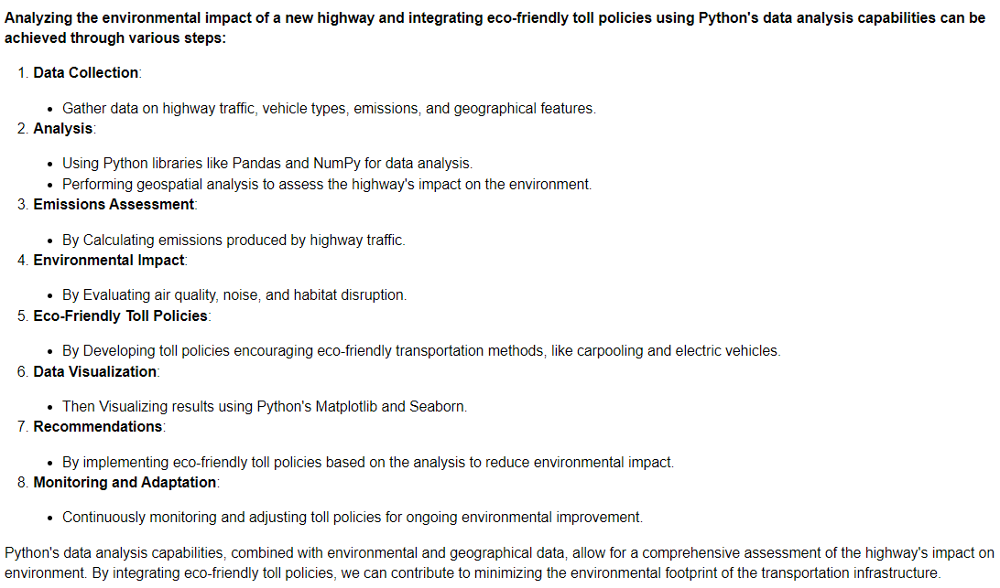 Analyzing the environmental impact of a new highway and integrating eco-friendly toll policies using Python's data analysis capabilities can be
achieved through various steps:
1. Data Collection:
• Gather data on highway traffic, vehicle types, emissions, and geographical features.
2. Analysis:
• Using Python libraries like Pandas and NumPy for data analysis.
• Performing geospatial analysis to assess the highway's impact on the environment.
3. Emissions Assessment:
• By Calculating emissions produced by highway traffic.
4. Environmental Impact:
• By Evaluating air quality, noise, and habitat disruption.
5. Eco-Friendly Toll Policies:
• By Developing toll policies encouraging eco-friendly transportation methods, like carpooling and electric vehicles.
6. Data Visualization:
• Then Visualizing results using Python's Matplotlib and Seaborn.
7. Recommendations:
• By implementing eco-friendly toll policies based on the analysis to reduce environmental impact.
8. Monitoring and Adaptation:
• Continuously monitoring and adjusting toll policies for ongoing environmental improvement.
Python's data analysis capabilities, combined with environmental and geographical data, allow for a comprehensive assessment of the highway's impact on
environment. By integrating eco-friendly toll policies, we can contribute to minimizing the environmental footprint of the transportation infrastructure.